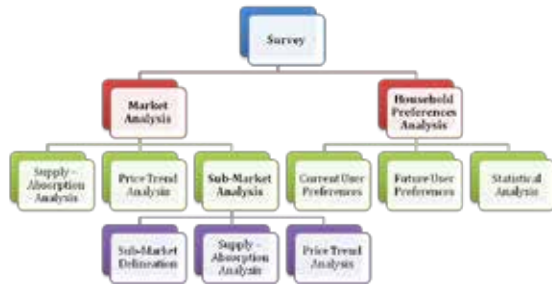 Survey
Market
Analysis
Household
Preferences
Analysis
Supply –
Absorption
Analysis
Price Trend
Analysis
Sub-Market
Analysis
Current User
Preferences
Future User
Preferences
Statistical
Analysis
Sub-Market
Delineation
Supply –
Absorption
Analysis
Price Trend
Analysis